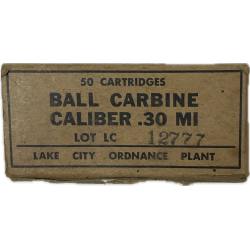 50 CARTRIDGES
BALL CARBINE
CALIBER .30 MI
LOT LC 12777
LAKE CITY ORDNANCE PLANT